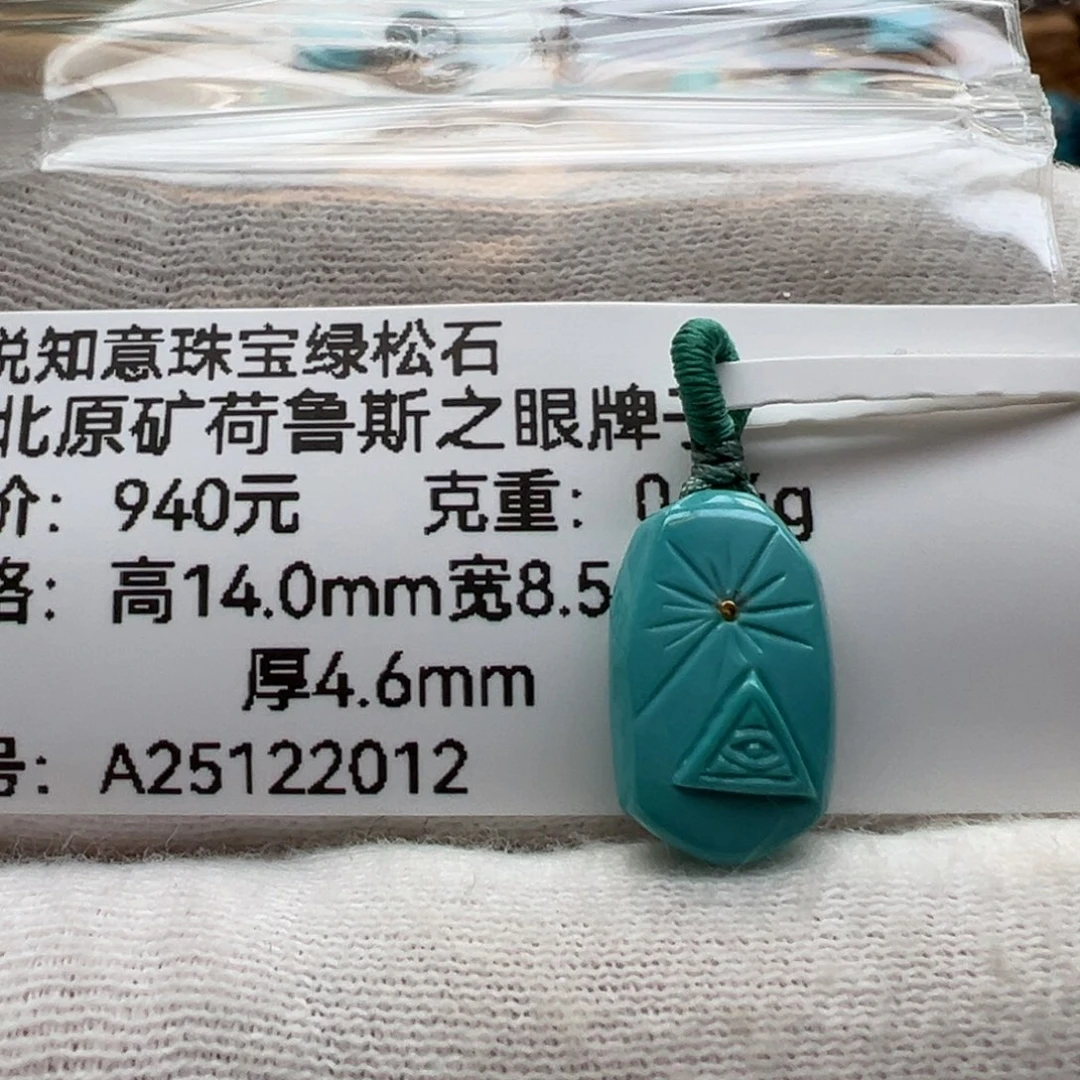 悦知意珠宝绿松石
北原矿荷鲁斯之眼牌
价：940元 克重：0. g
格：高14.0mm宽8.5
厚4.6mm
号：A25122012